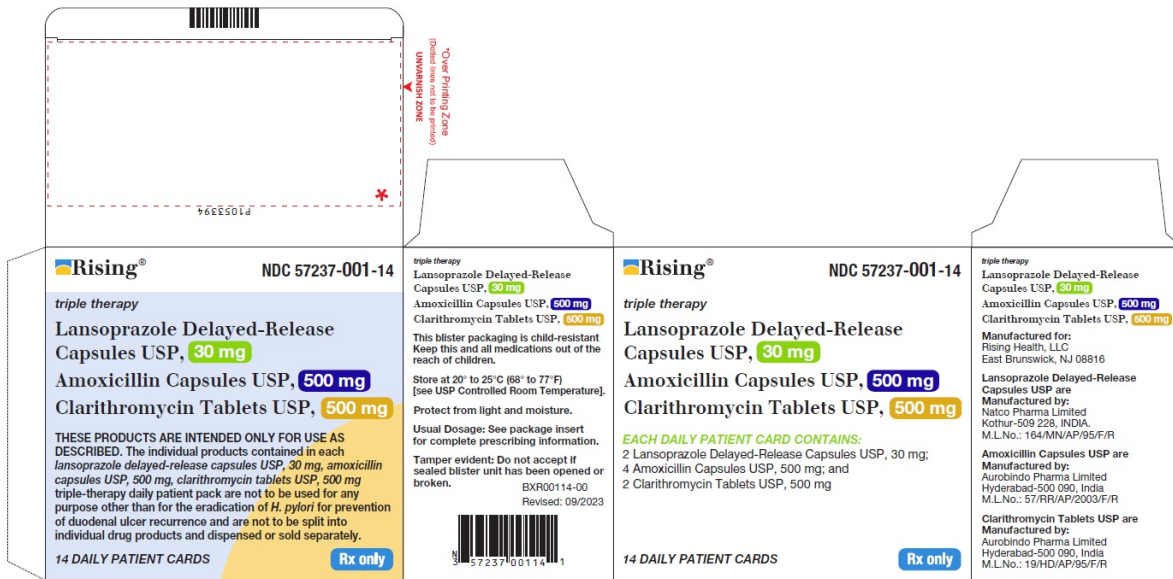 *Over Printing Zone
(Dotted lines not to be printed)
UNVARNISH ZONE
*
P1053394
Rising®
NDC 57237-001-14
triple therapy
Lansoprazole Delayed-Release
Capsules USP, 30 mg
Amoxicillin Capsules USP, 500 mg
Clarithromycin Tablets USP, 500 mg
THESE PRODUCTS ARE INTENDED ONLY FOR USE AS
DESCRIBED. The individual products contained in each
lansoprazole delayed-release capsules USP, 30 mg, amoxicillin
capsules USP, 500 mg, clarithromycin tablets USP, 500 mg
triple-therapy daily patient pack are not to be used for any
purpose other than for the eradication of H. pylori for prevention
of duodenal ulcer recurrence and are not to be split into
individual drug products and dispensed or sold separately.
14 DAILY PATIENT CARDS
Rx only
triple therapy
Lansoprazole Delayed-Release
Capsules USP, 30 mg
Amoxicillin Capsules USP, 500 mg
Clarithromycin Tablets USP, 500 mg
This blister packaging is child-resistant
Keep this and all medications out of the
reach of children.
Store at 20° to 25°C (68° to 77°F)
[see USP Controlled Room Temperature].
Protect from light and moisture.
Usual Dosage: See package insert
for complete prescribing information.
Tamper evident: Do not accept if
sealed blister unit has been opened or
broken.
BXR00114-00
Revised: 09/2023
N
3 57237 00114 1
Rising®
NDC 57237-001-14
triple therapy
Lansoprazole Delayed-Release
Capsules USP, 30 mg
Amoxicillin Capsules USP, 500 mg
Clarithromycin Tablets USP, 500 mg
EACH DAILY PATIENT CARD CONTAINS:
2 Lansoprazole Delayed-Release Capsules USP, 30 mg;
4 Amoxicillin Capsules USP, 500 mg; and
2 Clarithromycin Tablets USP, 500 mg
14 DAILY PATIENT CARDS
Rx only
triple therapy
Lansoprazole Delayed-Release
Capsules USP, 30 mg
Amoxicillin Capsules USP, 500 mg
Clarithromycin Tablets USP, 500 mg
Manufactured for:
Rising Health, LLC
East Brunswick, NJ 08816
Lansoprazole Delayed-Release
Capsules USP are
Manufactured by:
Natco Pharma Limited
Kothur-509 228, INDIA.
M.L.No.: 164/MN/AP/95/F/R
Amoxicillin Capsules USP are
Manufactured by:
Aurobindo Pharma Limited
Hyderabad-500 090, India
M.L.No.: 57/RR/AP/2003/F/R
Clarithromycin Tablets USP are
Manufactured by:
Aurobindo Pharma Limited
Hyderabad-500 090, India
M.L.No.: 19/HD/AP/95/F/R